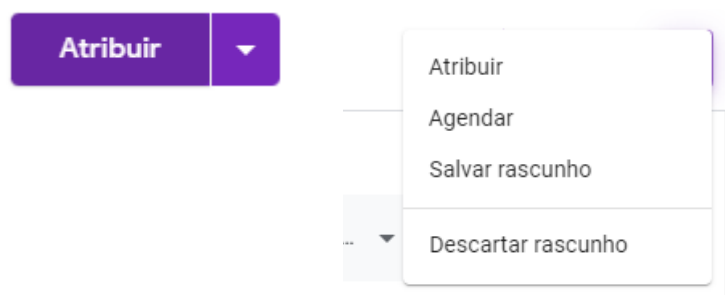 Atribuir
Atribuir
Agendar
Salvar rascunho
...
Descartar rascunho